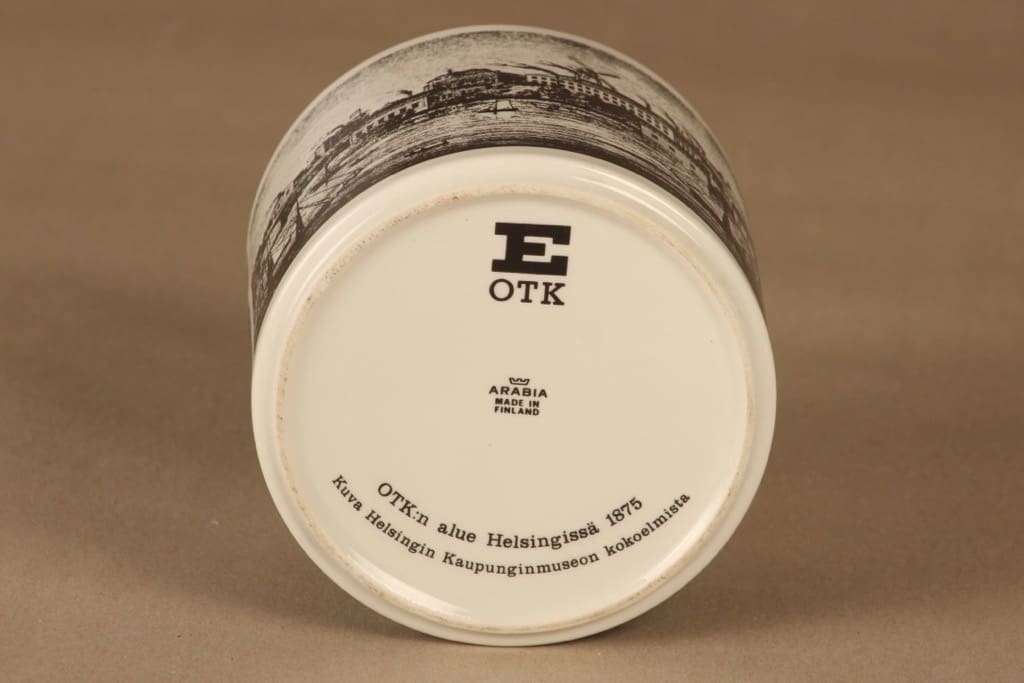 E
OTK
ARABIA
MADE IN
FINLAND
OTK:n alue Helsingissä 1875
Kuva Helsingin Kaupunginmuseon kokoelmista